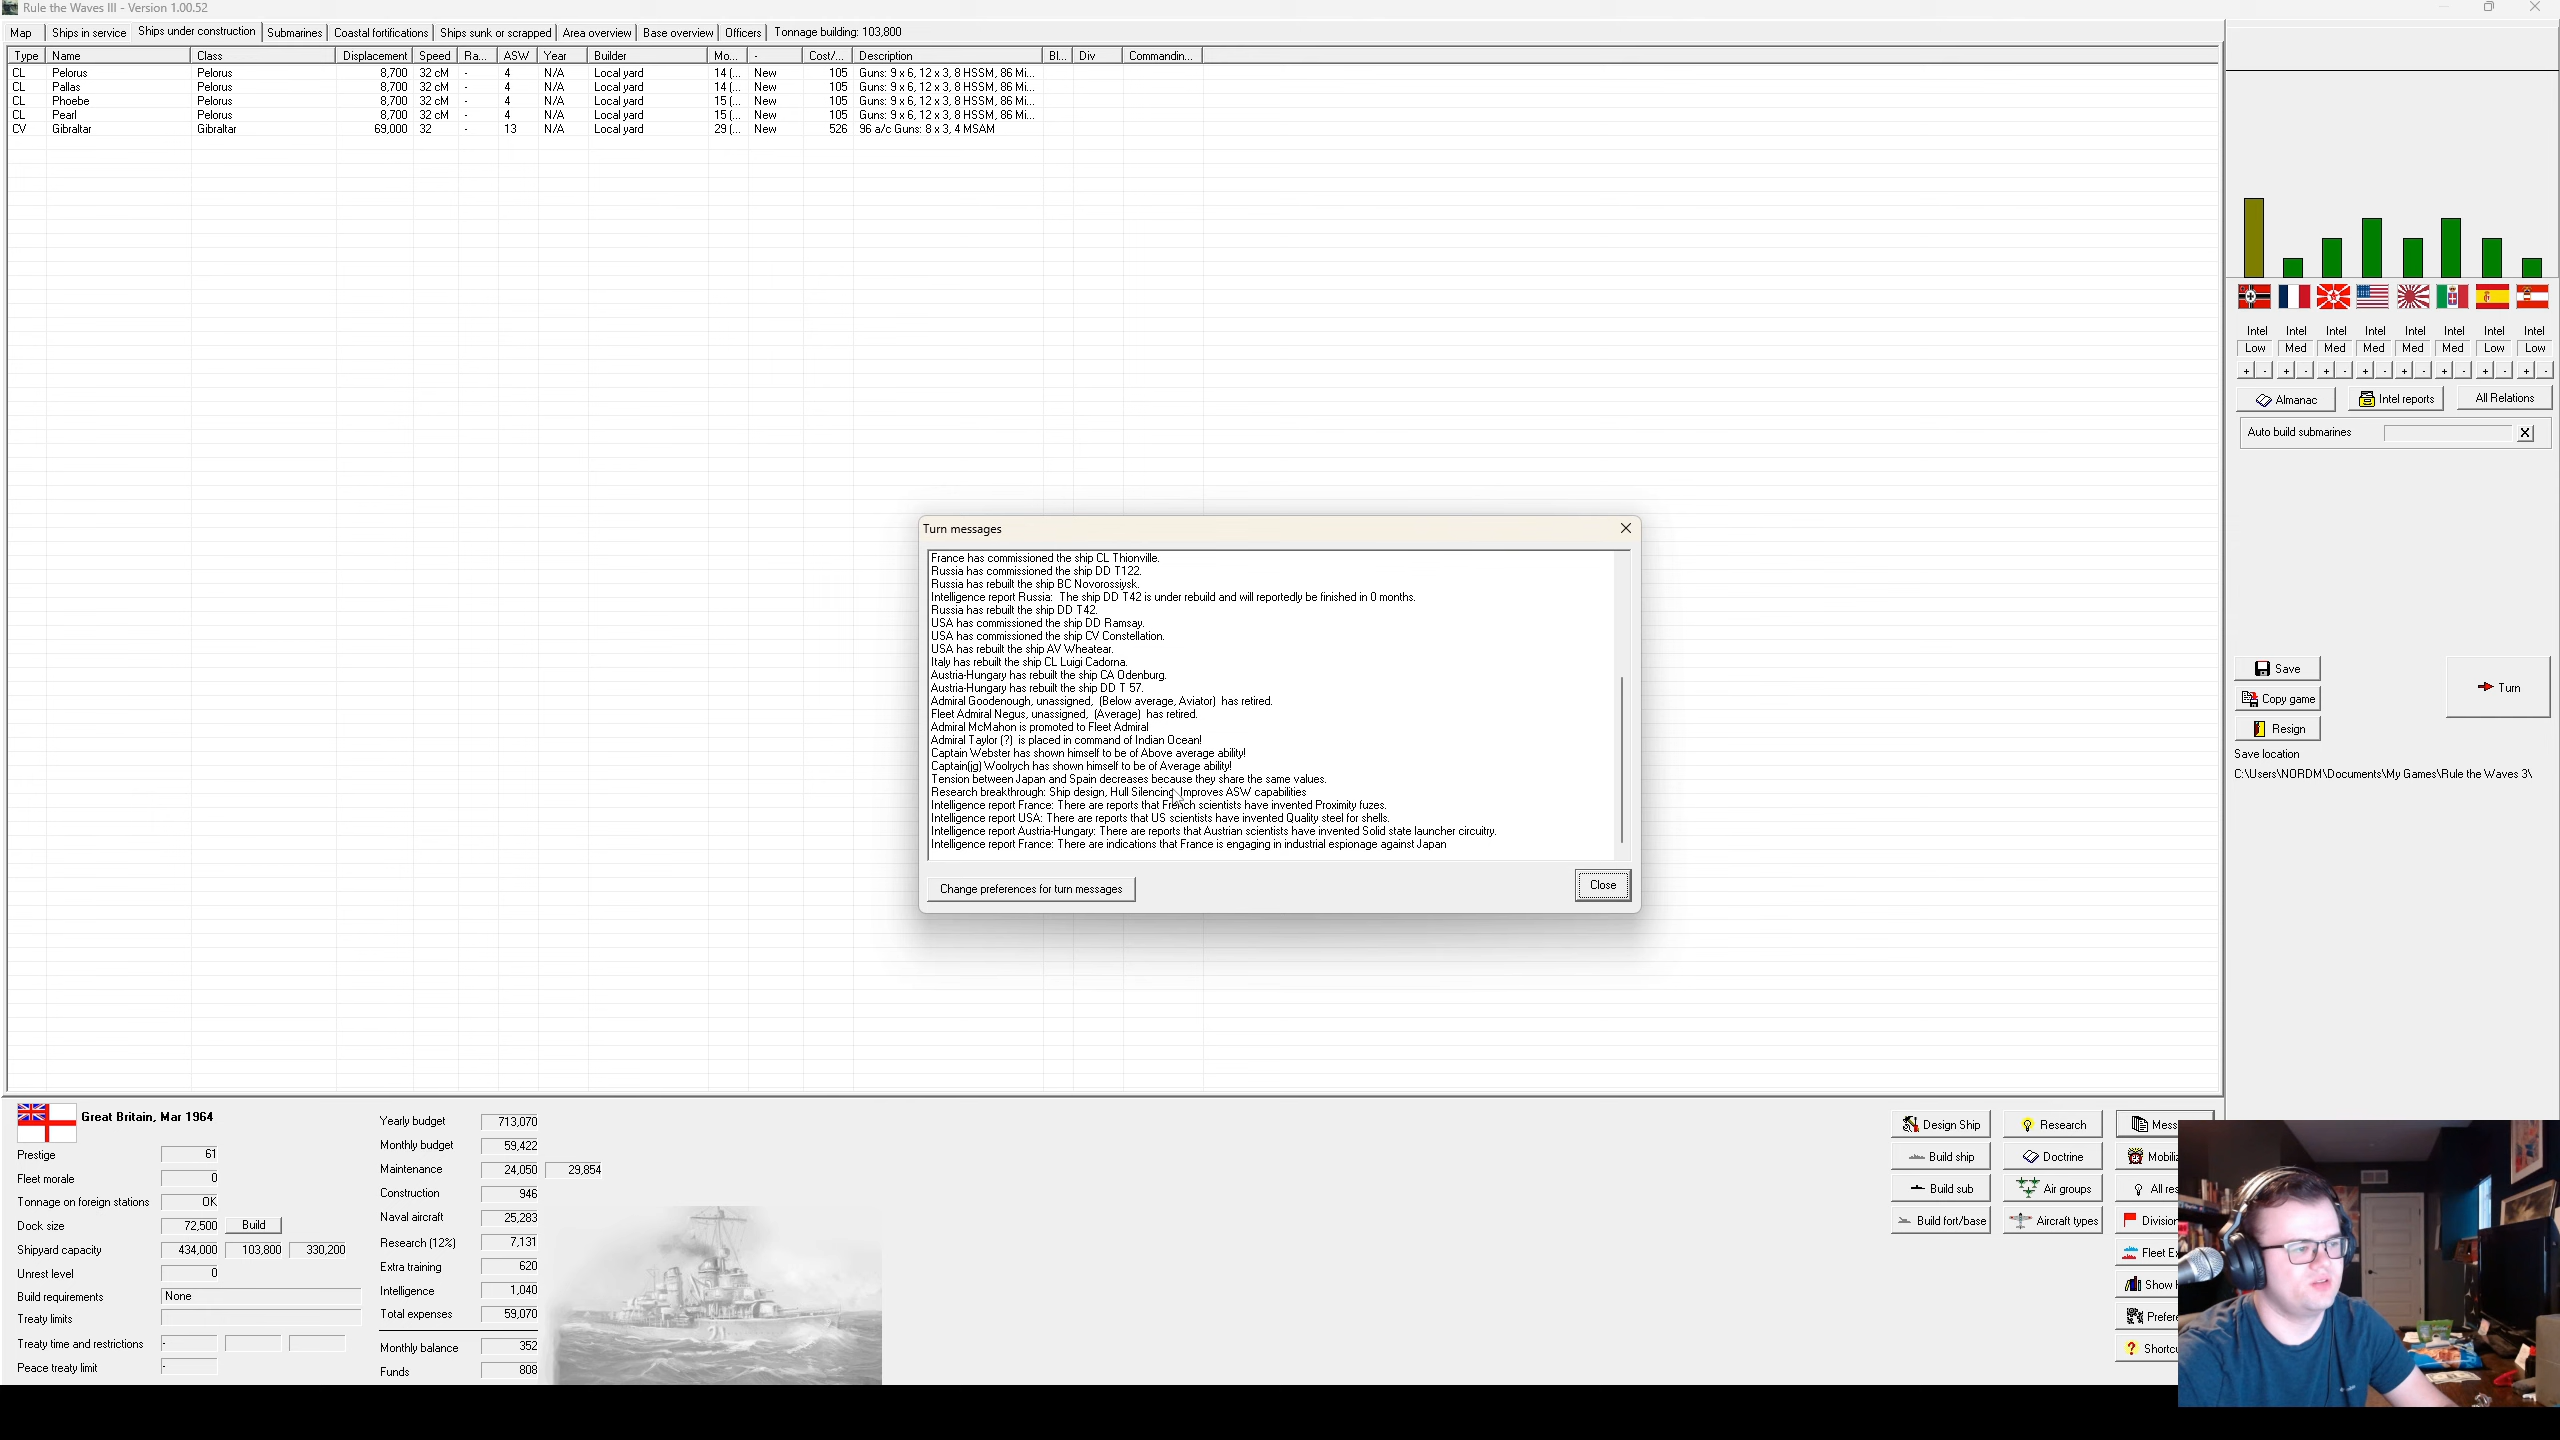 Rule the Waves III - Version 1.00.52
Map Ships in service Ships under construction Submarines Coastal fortifications Ships sunk or scrapped Area overview Base overview Officers Tonnage building: 103,800
Type Name Class Displacement Speed Ra... ASW Year Builder Mo... - Cost/... Description Bl... Div Commandin...
CL Pelorus Pelorus 8,700 32 cM - 4 N/A Local yard 14 (... New 105 Guns: 9 x 6, 12 x 3, 8 HSSM, 86 Mi...
CL Pallas Pelorus 8,700 32 cM - 4 N/A Local yard 14 (... New 105 Guns: 9 x 6, 12 x 3, 8 HSSM, 86 Mi...
CL Phoebe Pelorus 8,700 32 cM - 4 N/A Local yard 15 (... New 105 Guns: 9 x 6, 12 x 3, 8 HSSM, 86 Mi...
CL Pearl Pelorus 8,700 32 cM - 4 N/A Local yard 15 (... New 105 Guns: 9 x 6, 12 x 3, 8 HSSM, 86 Mi...
CV Gibraltar Gibraltar 69,000 32 - 13 N/A Local yard 29 (... New 526 96 a/c Guns: 8 x 3, 4 MSAM
Intel Intel Intel Intel Intel Intel Intel Intel
Low Med Med Med Med Med Low Low
+ - + - + - + - + - + - + - + -
Almanac Intel reports All Relations
Auto build submarines X
Turn messages
France has commissioned the ship CL Thionville.
Russia has commissioned the ship DD T122.
Russia has rebuilt the ship BC Novorossiysk.
Intelligence report Russia: The ship DD T42 is under rebuild and will reportedly be finished in 0 months.
Russia has rebuilt the ship DD T42.
USA has commissioned the ship DD Ramsay.
USA has commissioned the ship CV Constellation.
USA has rebuilt the ship AV Wheatear.
Italy has rebuilt the ship CL Luigi Cadorna.
Austria-Hungary has rebuilt the ship CA Odenburg.
Austria-Hungary has rebuilt the ship DD T 57.
Admiral Goodenough, unassigned, (Below average, Aviator) has retired.
Fleet Admiral Negus, unassigned, (Average) has retired.
Admiral McMahon is promoted to Fleet Admiral
Admiral Taylor (?) is placed in command of Indian Ocean!
Captain Webster has shown himself to be of Above average ability!
Captain(jg) Woolrych has shown himself to be of Average ability!
Tension between Japan and Spain decreases because they share the same values.
Research breakthrough: Ship design, Hull Silencing Improves ASW capabilities
Intelligence report France: There are reports that French scientists have invented Proximity fuzes.
Intelligence report USA: There are reports that US scientists have invented Quality steel for shells.
Intelligence report Austria-Hungary: There are reports that Austrian scientists have invented Solid state launcher circuitry.
Intelligence report France: There are indications that France is engaging in industrial espionage against Japan
Change preferences for turn messages Close
Save
Copy game
Resign
Turn
Save location
C:\Users\NORDM\Documents\My Games\Rule the Waves 3\
Great Britain, Mar 1964
Prestige 61
Fleet morale 0
Tonnage on foreign stations OK
Dock size 72,500 Build
Shipyard capacity 434,000 103,800 330,200
Unrest level 0
Build requirements None
Treaty limits
Treaty time and restrictions -
Peace treaty limit -
Yearly budget 713,070
Monthly budget 59,422
Maintenance 24,050 29,854
Construction 946
Naval aircraft 25,283
Research (12%) 7,131
Extra training 620
Intelligence 1,040
Total expenses 59,070
Monthly balance 352
Funds 808
21
Design Ship Research Mess
Build ship Doctrine Mobiliz
Build sub Air groups All res
Build fort/base Aircraft types Division
Fleet Ex
Show
Prefere
Shortcu